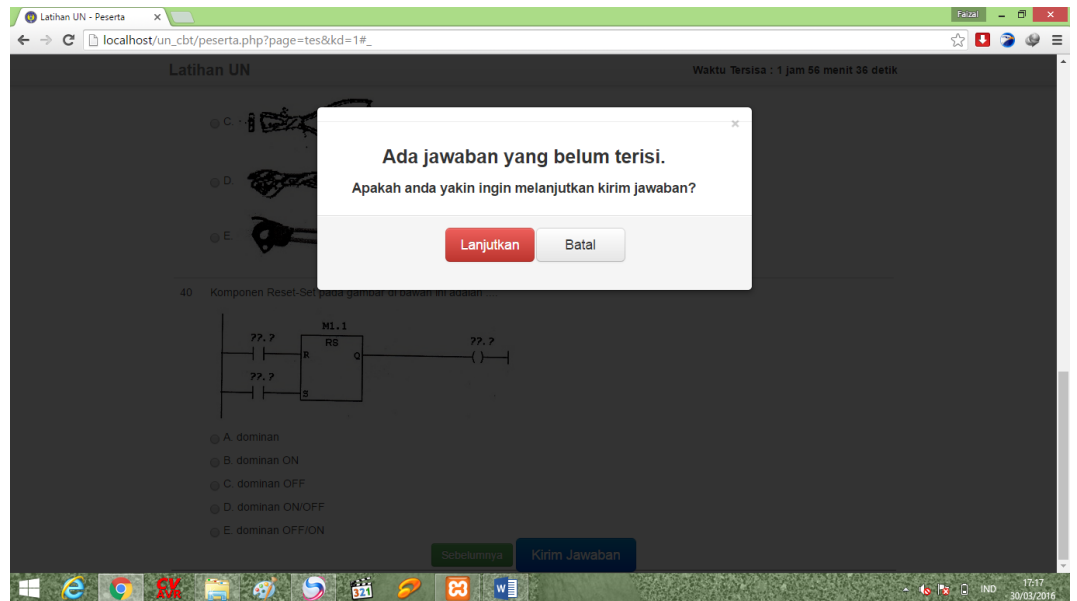 Latihan UN - Peserta
Faizal
localhost/un_cbt/peserta.php?page=tes&kd=1#_
Latihan UN
Waktu Tersisa : 1 jam 56 menit 36 detik
C.
×
Ada jawaban yang belum terisi.
Apakah anda yakin ingin melanjutkan kirim jawaban?
D.
E.
Lanjutkan
Batal
40 Komponen Reset-Set pada gambar di bawah ini adalah ....
M1.1
??.?
RS
??.?
R
Q
??.?
S
A. dominan
B. dominan ON
C. dominan OFF
D. dominan ON/OFF
E. dominan OFF/ON
Sebelumnya
Kirim Jawaban
CV
AVR
321
W
IND
17:17
30/03/2016